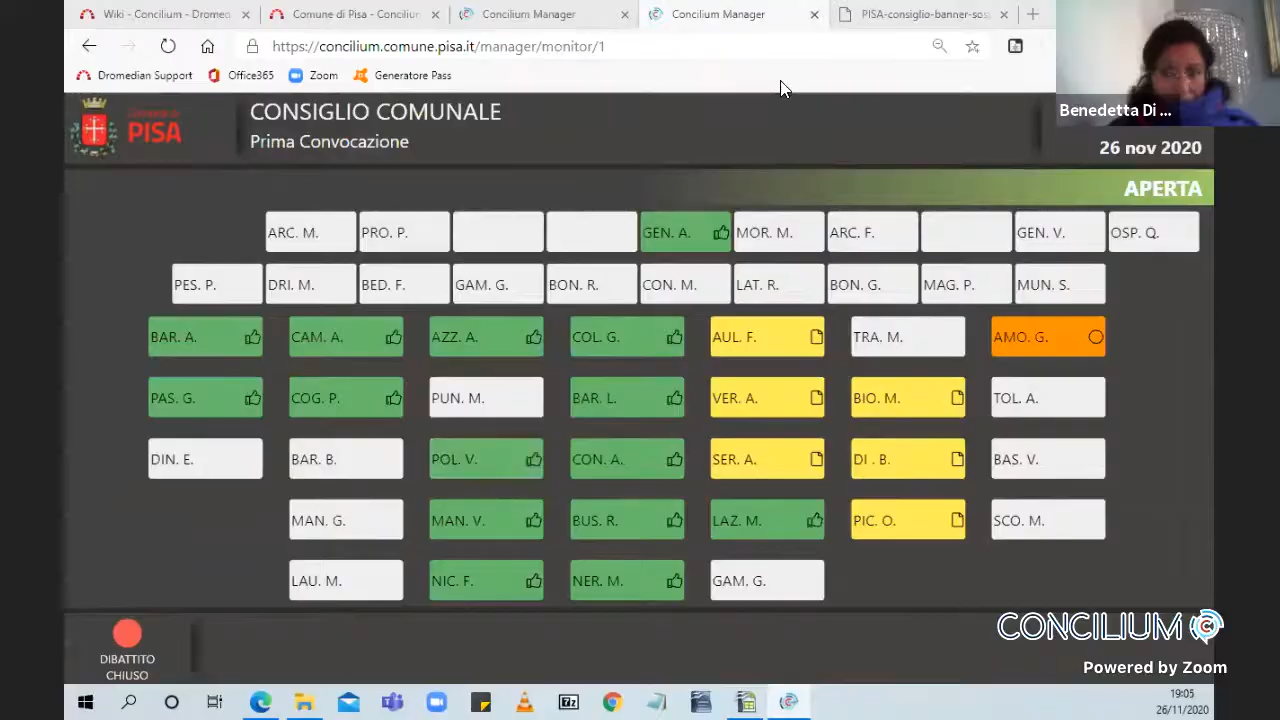 Wiki - Concilium - Dromeo
Comune di Pisa - Concilium
Concilium Manager
Concilium Manager
PISA-consiglio-banner-sos
https://concilium.comune.pisa.it/manager/monitor/1
Dromedian Support
Office365
Zoom
Generatore Pass
Benedetta Di ...
Comune di
PISA
CONSIGLIO COMUNALE
Prima Convocazione
26 nov 2020
APERTA
ARC. M. PRO. P. GEN. A. MOR. M. ARC. F. GEN. V. OSP. Q.
PES. P. DRI. M. BED. F. GAM. G. BON. R. CON. M. LAT. R. BON. G. MAG. P. MUN. S.
BAR. A. CAM. A. AZZ. A. COL. G. AUL. F. TRA. M. AMO. G.
PAS. G. COG. P. PUN. M. BAR. L. VER. A. BIO. M. TOL. A.
DIN. E. BAR. B. POL. V. CON. A. SER. A. DI . B. BAS. V.
MAN. G. MAN. V. BUS. R. LAZ. M. PIC. O. SCO. M.
LAU. M. NIC. F. NER. M. GAM. G.
DIBATTITO
CHIUSO
CONCILIUM
Powered by Zoom
7z
19:05
26/11/2020